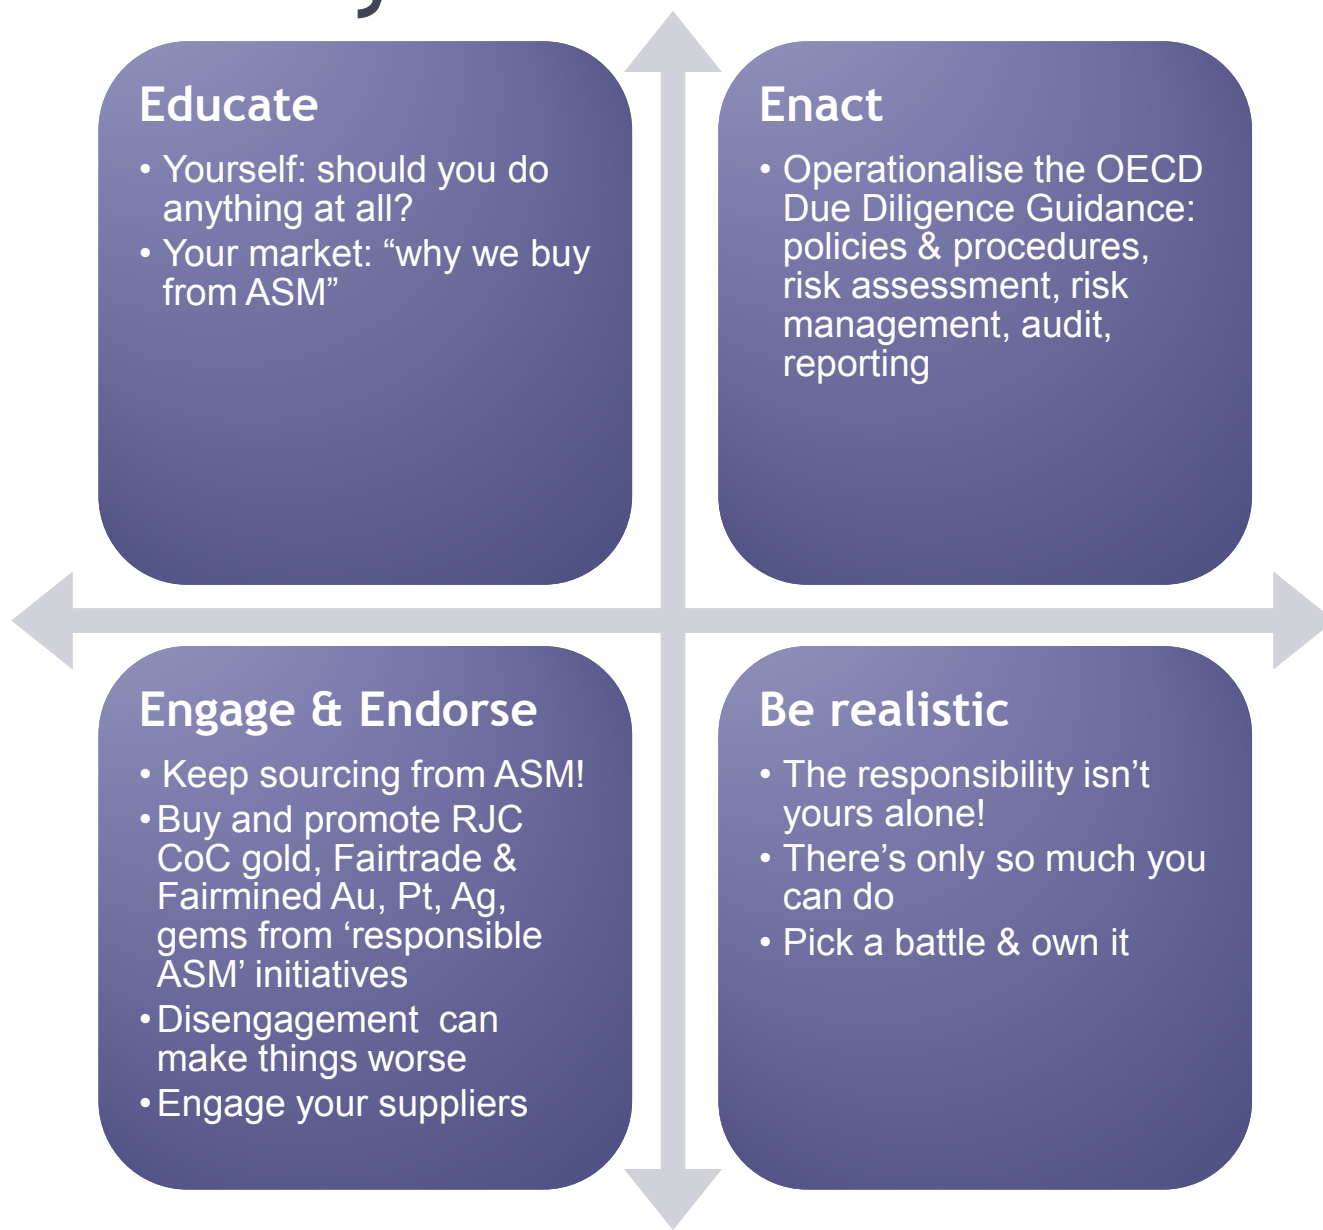 Educate
• Yourself: should you do
anything at all?
• Your market: “why we buy
from ASM”
Enact
• Operationalise the OECD
Due Diligence Guidance:
policies & procedures,
risk assessment, risk
management, audit,
reporting
Engage & Endorse
• Keep sourcing from ASM!
• Buy and promote RJC
CoC gold, Fairtrade &
Fairmined Au, Pt, Ag,
gems from ‘responsible
ASM’ initiatives
• Disengagement  can
make things worse
• Engage your suppliers
Be realistic
• The responsibility isn’t
yours alone!
• There’s only so much you
can do
• Pick a battle & own it